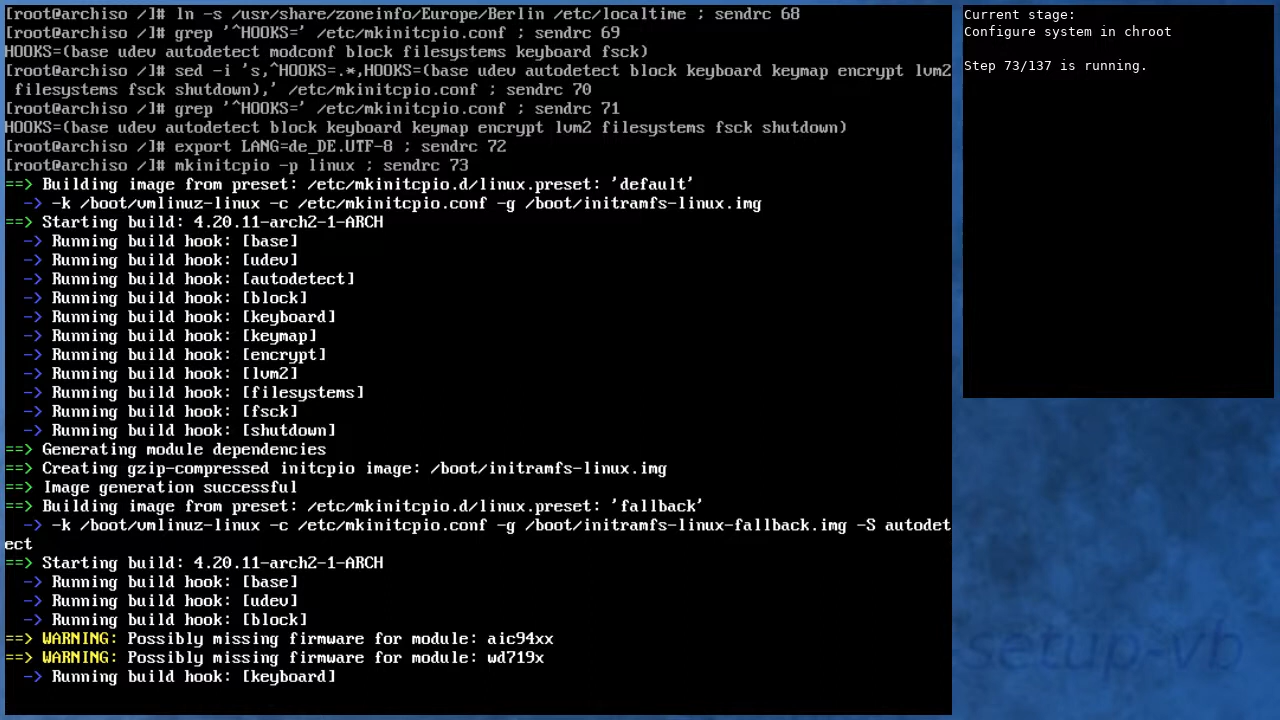 [root@archiso /]# ln -s /usr/share/zoneinfo/Europe/Berlin /etc/localtime ; sendrc 68
[root@archiso /]# grep '^HOOKS=' /etc/mkinitcpio.conf ; sendrc 69
HOOKS=(base udev autodetect modconf block filesystems keyboard fsck)
[root@archiso /]# sed -i 's,^HOOKS=.*,HOOKS=(base udev autodetect block keyboard keymap encrypt lvm2
 filesystems fsck shutdown),' /etc/mkinitcpio.conf ; sendrc 70
[root@archiso /]# grep '^HOOKS=' /etc/mkinitcpio.conf ; sendrc 71
HOOKS=(base udev autodetect block keyboard keymap encrypt lvm2 filesystems fsck shutdown)
[root@archiso /]# export LANG=de_DE.UTF-8 ; sendrc 72
[root@archiso /]# mkinitcpio -p linux ; sendrc 73
==> Building image from preset: /etc/mkinitcpio.d/linux.preset: 'default'
  -> -k /boot/vmlinuz-linux -c /etc/mkinitcpio.conf -g /boot/initramfs-linux.img
==> Starting build: 4.20.11-arch2-1-ARCH
  -> Running build hook: [base]
  -> Running build hook: [udev]
  -> Running build hook: [autodetect]
  -> Running build hook: [block]
  -> Running build hook: [keyboard]
  -> Running build hook: [keymap]
  -> Running build hook: [encrypt]
  -> Running build hook: [lvm2]
  -> Running build hook: [filesystems]
  -> Running build hook: [fsck]
  -> Running build hook: [shutdown]
==> Generating module dependencies
==> Creating gzip-compressed initcpio image: /boot/initramfs-linux.img
==> Image generation successful
==> Building image from preset: /etc/mkinitcpio.d/linux.preset: 'fallback'
  -> -k /boot/vmlinuz-linux -c /etc/mkinitcpio.conf -g /boot/initramfs-linux-fallback.img -S autodet
ect
==> Starting build: 4.20.11-arch2-1-ARCH
  -> Running build hook: [base]
  -> Running build hook: [udev]
  -> Running build hook: [block]
==> WARNING: Possibly missing firmware for module: aic94xx
==> WARNING: Possibly missing firmware for module: wd719x
  -> Running build hook: [keyboard]
Current stage:
Configure system in chroot
Step 73/137 is running.
setup-vb